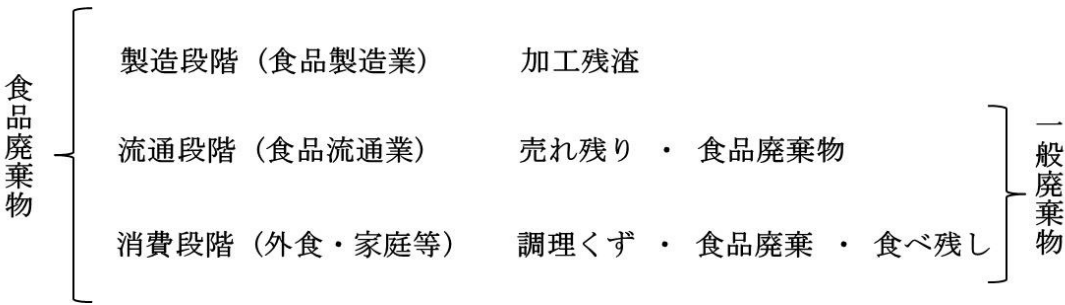 食品廃棄物
製造段階（食品製造業） 加工残渣
流通段階（食品流通業） 売れ残り ・ 食品廃棄物
消費段階（外食・家庭等） 調理くず ・ 食品廃棄 ・ 食べ残し
一般廃棄物